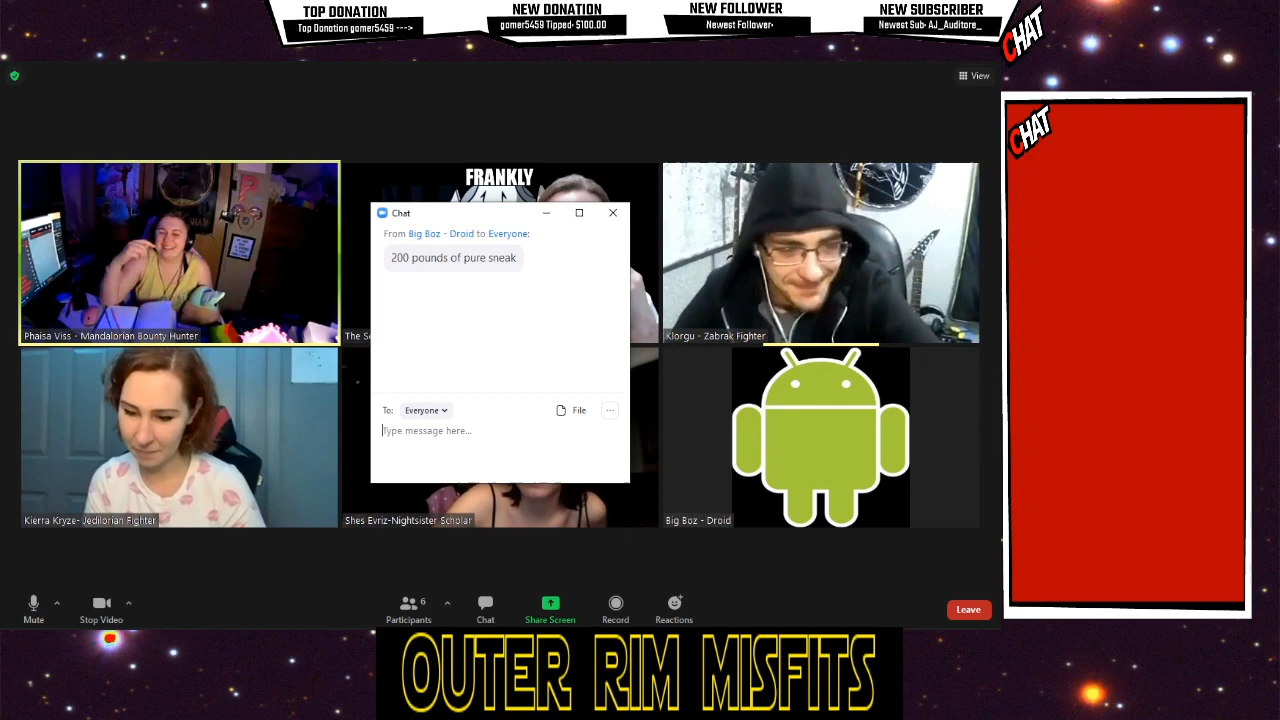 TOP DONATION
Top Donation gamer5459 --->
NEW DONATION
gomer5459 Tipped: $100.00
NEW FOLLOWER
Newest Follower:
NEW SUBSCRIBER
Newest Sub: AJ_Auditore_
CHAT
View
CHAT
FRANKLY
Chat
From Big Boz - Droid to Everyone:
200 pounds of pure sneak
Phaisa Viss - Mandalorian Bounty Hunter
The
Klorgu - Zabrak Fighter
To: Everyone
File
Type message here...
Kierra Kryze- Jedilorian Fighter
Shes Evriz-Nightsister Scholar
Big Boz - Droid
Mute
Stop Video
Participants
6
Chat
Share Screen
Record
Reactions
Leave
OUTER RIM MISFITS